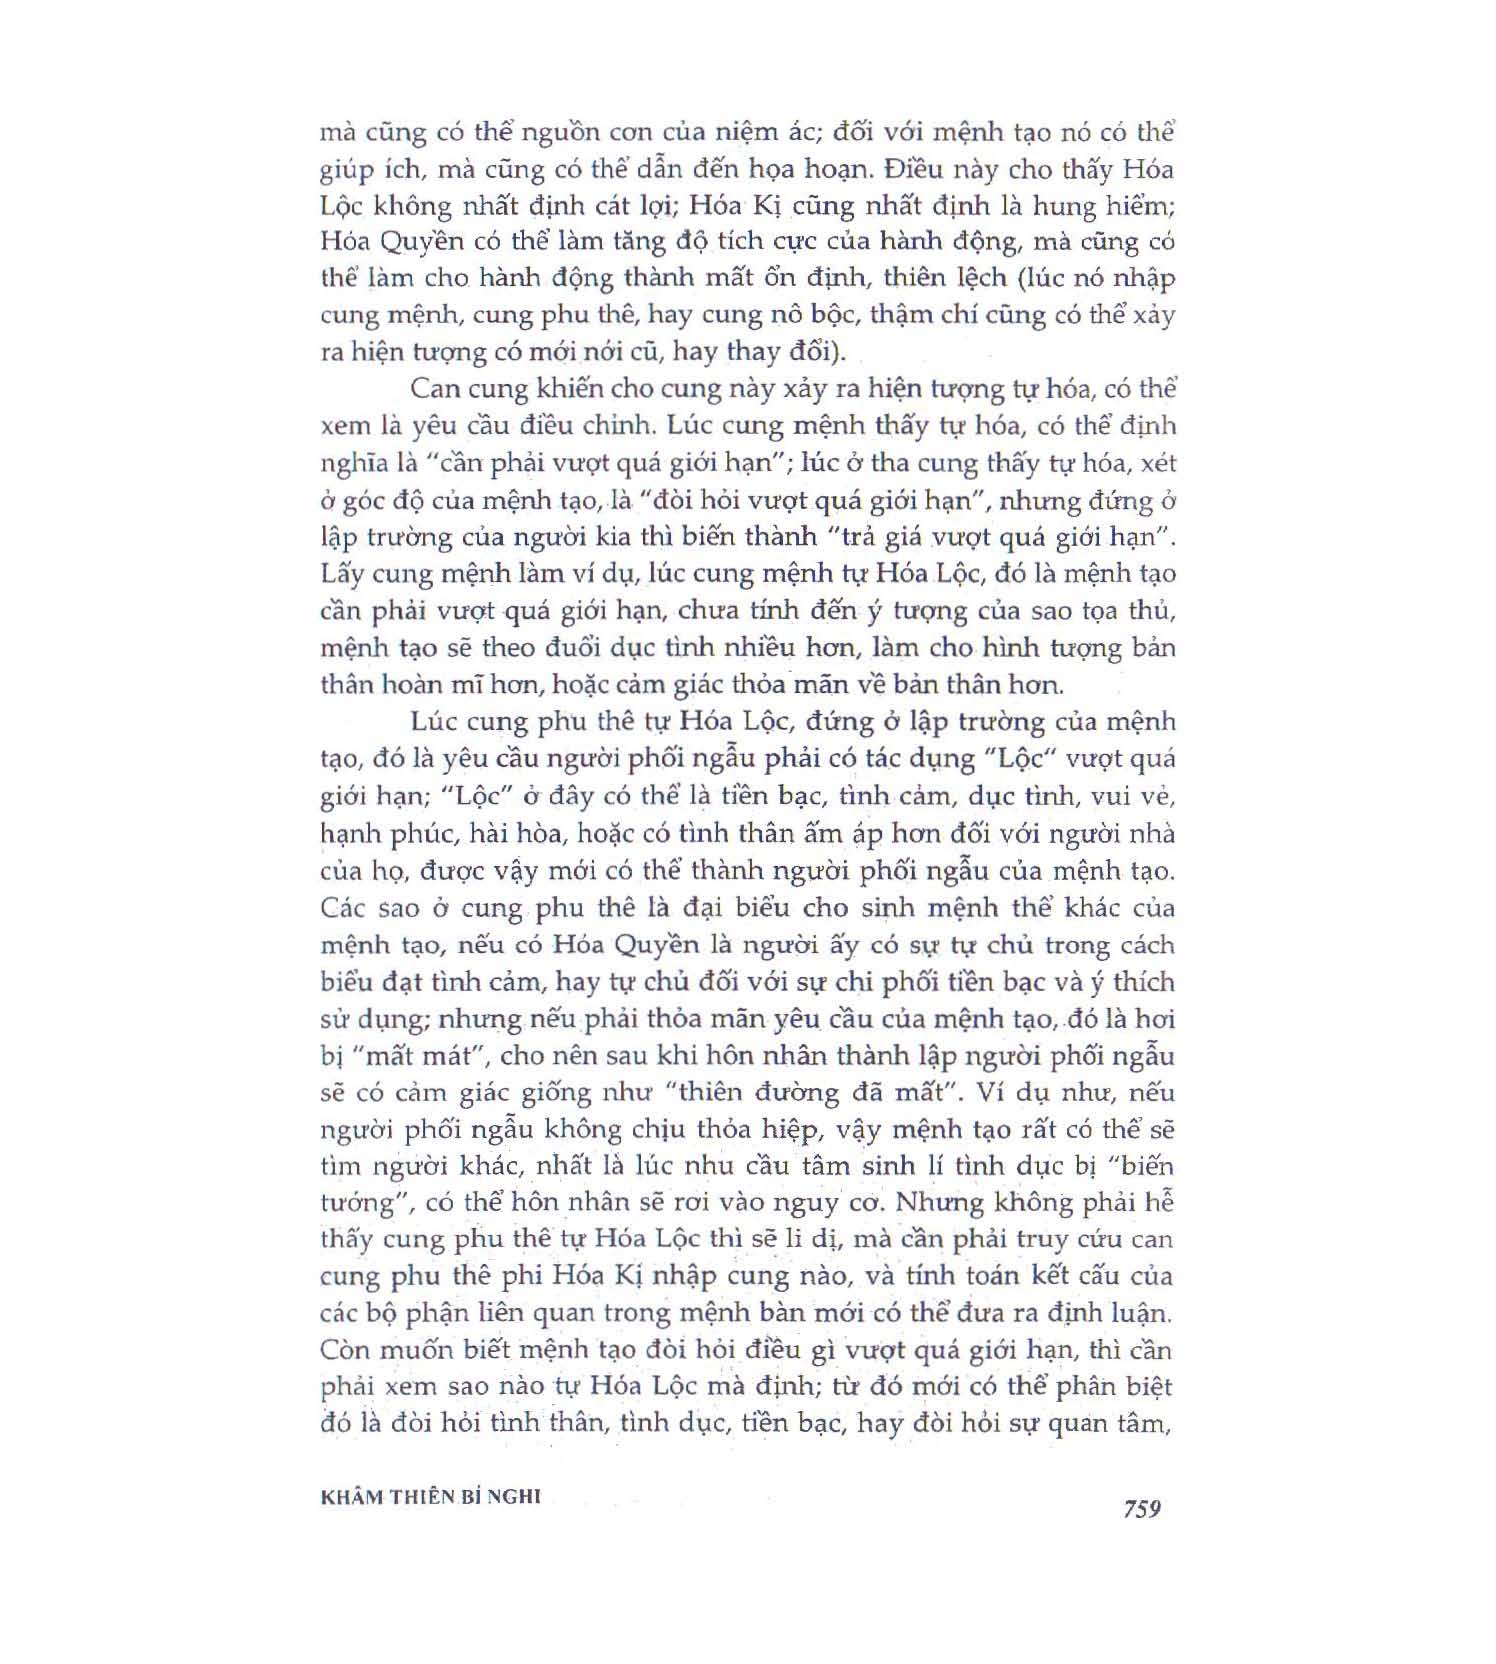 mà cũng có thể nguồn cơn của niệm ác; đối với mệnh tạo nó có thể
giúp ích, mà cũng có thể dẫn đến họa hoạn. Điều này cho thấy Hóa
Lộc không nhất định cát lợi; Hóa Kị cũng nhất định là hung hiểm;
Hóa Quyền có thể làm tăng độ tích cực của hành động, mà cũng có
thể làm cho hành động thành mất ổn định, thiên lệch (lúc nó nhập
cung mệnh, cung phu thê, hay cung nô bộc, thậm chí cũng có thể xảy
ra hiện tượng có mới nới cũ, hay thay đổi).
Can cung khiến cho cung này xảy ra hiện tượng tự hóa, có thể
xem là yêu cầu điều chỉnh. Lúc cung mệnh thấy tự hóa, có thể định
nghĩa là "cần phải vượt quá giới hạn"; lúc ở tha cung thấy tự hóa, xét
ở góc độ của mệnh tạo, là "đòi hỏi vượt quá giới hạn", nhưng đứng ở
lập trường của người kia thì biến thành "trả giá vượt quá giới hạn".
Lấy cung mệnh làm ví dụ, lúc cung mệnh tự Hóa Lộc, đó là mệnh tạo
cần phải vượt quá giới hạn, chưa tính đến ý tượng của sao tọa thủ,
mệnh tạo sẽ theo đuổi dục tình nhiều hơn, làm cho hình tượng bản
thân hoàn mĩ hơn, hoặc cảm giác thỏa mãn về bản thân hơn.
Lúc cung phu thê tự Hóa Lộc, đứng ở lập trường của mệnh
tạo, đó là yêu cầu người phối ngẫu phải có tác dụng "Lộc" vượt quá
giới hạn; "Lộc" ở đây có thể là tiền bạc, tình cảm, dục tình, vui vẻ,
hạnh phúc, hài hòa, hoặc có tình thân ấm áp hơn đối với người nhà
của họ, được vậy mới có thể thành người phối ngẫu của mệnh tạo.
Các sao ở cung phu thê là đại biểu cho sinh mệnh thể khác của
mệnh tạo, nếu có Hóa Quyền là người ấy có sự tự chủ trong cách
biểu đạt tình cảm, hay tự chủ đối với sự chi phối tiền bạc và ý thích
sử dụng; nhưng nếu phải thỏa mãn yêu cầu của mệnh tạo, đó là hơi
bị "mất mát", cho nên sau khi hôn nhân thành lập người phối ngẫu
sẽ có cảm giác giống như "thiên đường đã mất". Ví dụ như, nếu
người phối ngẫu không chịu thỏa hiệp, vậy mệnh tạo rất có thể sẽ
tìm người khác, nhất là lúc nhu cầu tâm sinh lí tình dục bị "biến
tướng", có thể hôn nhân sẽ rơi vào nguy cơ. Nhưng không phải hễ
thấy cung phu thê tự Hóa Lộc thì sẽ li dị, mà cần phải truy cứu can
cung phu thê phi Hóa Kị nhập cung nào, và tính toán kết cấu của
các bộ phận liên quan trong mệnh bàn mới có thể đưa ra định luận.
Còn muốn biết mệnh tạo đòi hỏi điều gì vượt quá giới hạn, thì cần
phải xem sao nào tự Hóa Lộc mà định; từ đó mới có thể phân biệt
đó là đòi hỏi tình thân, tình dục, tiền bạc, hay đòi hỏi sự quan tâm,
KHÂM THIÊN BÍ NGHI
759